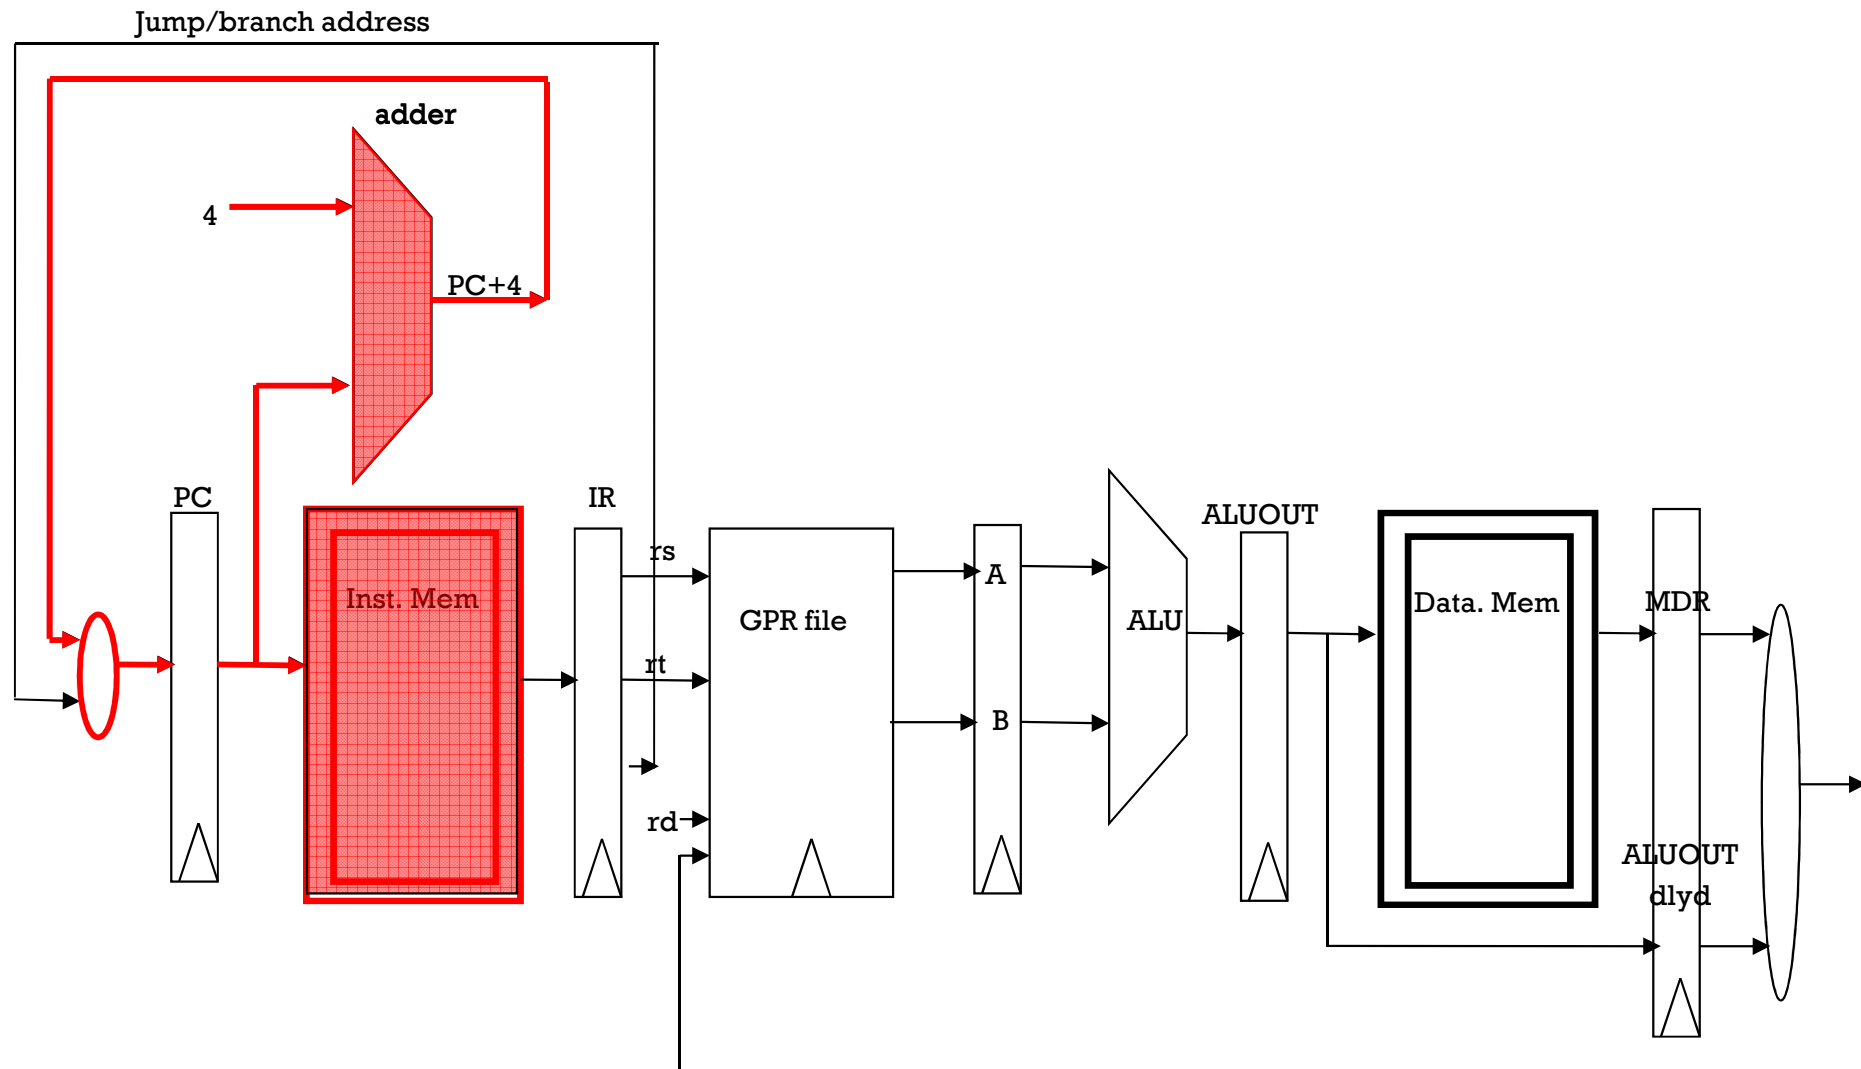 Jump/branch address
adder
4
PC+4
PC
IR
ALUOUT
rs
A
Inst. Mem
GPR file
ALU
Data. Mem
MDR
rt
B
rd
ALUOUT
dlyd